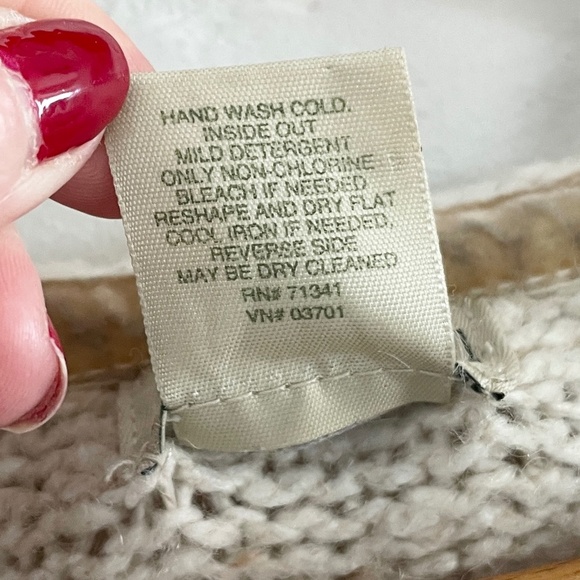 HAND WASH COLD.
INSIDE OUT
MILD DETERGENT
ONLY NON-CHLORINE
BLEACH IF NEEDED
RESHAPE AND DRY FLAT
COOL IRON IF NEEDED,
REVERSE SIDE
MAY BE DRY CLEANED
RN# 71341
VN# 03701